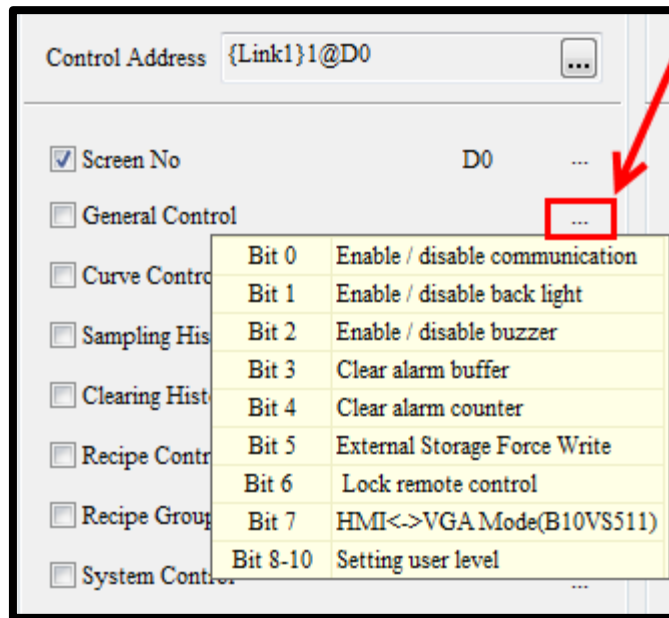 Control Address {Link1}1@D0 ...
Screen No D0 ...
General Control ...
Bit 0 Enable / disable communication
Curve Contro
Bit 1 Enable / disable back light
Sampling His
Bit 2 Enable / disable buzzer
Bit 3 Clear alarm buffer
Clearing Hist
Bit 4 Clear alarm counter
Recipe Contr
Bit 5 External Storage Force Write
Bit 6 Lock remote control
Recipe Group
Bit 7 HMI<->VGA Mode(B10VS511)
Bit 8-10 Setting user level
System Control ...